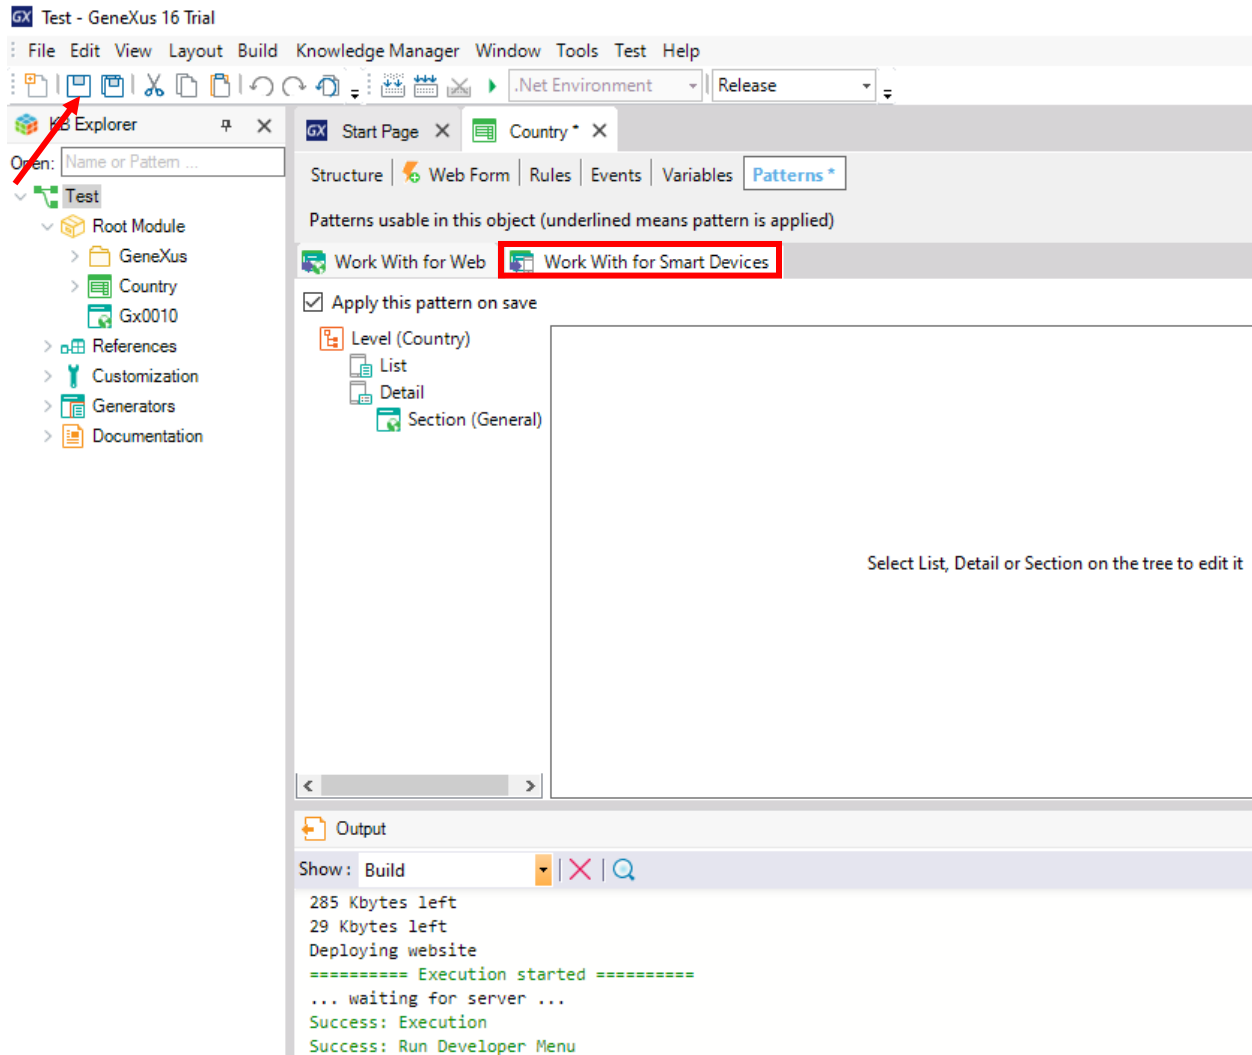 GX Test - GeneXus 16 Trial
File Edit View Layout Build Knowledge Manager Window Tools Test Help
.Net Environment Release
KB Explorer
GX Start Page Country *
Open: Name or Pattern ...
Structure Web Form Rules Events Variables Patterns *
Test
Root Module
GeneXus
Country
Gx0010
References
Customization
Generators
Documentation
Patterns usable in this object (underlined means pattern is applied)
Work With for Web Work With for Smart Devices
Apply this pattern on save
Level (Country)
List
Detail
Section (General)
Select List, Detail or Section on the tree to edit it
Output
Show: Build
285 Kbytes left
29 Kbytes left
Deploying website
========== Execution started ==========
... waiting for server ...
Success: Execution
Success: Run Developer Menu